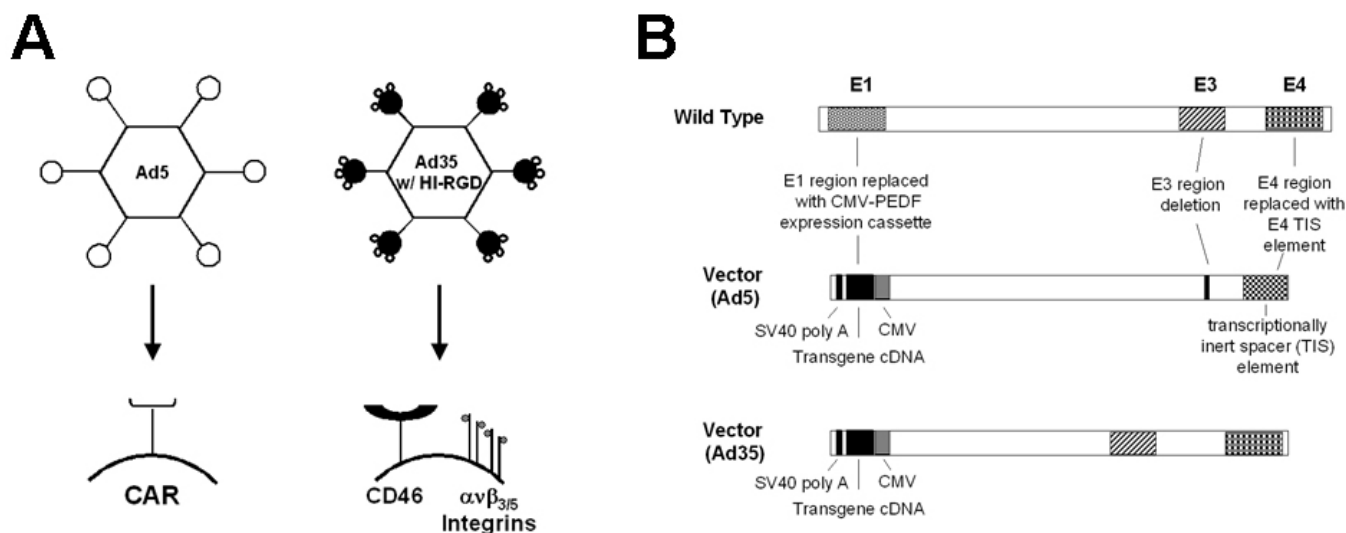 A
Ad5
Ad35
w/ HI-RGD
CAR
CD46
ανβ3/5
Integrins
B
E1
E3
E4
Wild Type
E1 region replaced
with CMV-PEDF
expression cassette
E3 region
deletion
E4 region
replaced with
E4 TIS
element
Vector
(Ad5)
SV40 poly A
CMV
Transgene cDNA
transcriptionally
inert spacer (TIS)
element
Vector
(Ad35)
SV40 poly A
CMV
Transgene cDNA